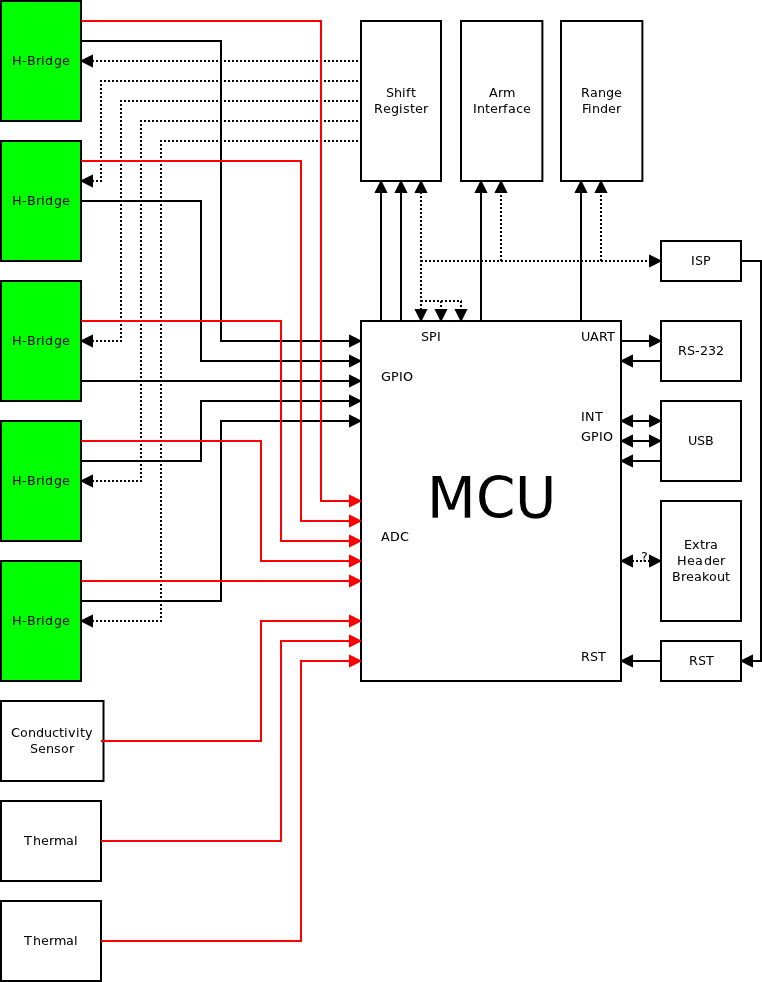 H-Bridge
Shift
Register
Arm
Interface
Range
Finder
H-Bridge
ISP
H-Bridge
SPI
UART
RS-232
GPIO
INT
GPIO
USB
H-Bridge
MCU
ADC
?
Extra
Header
Breakout
H-Bridge
RST
RST
Conductivity
Sensor
Thermal
Thermal